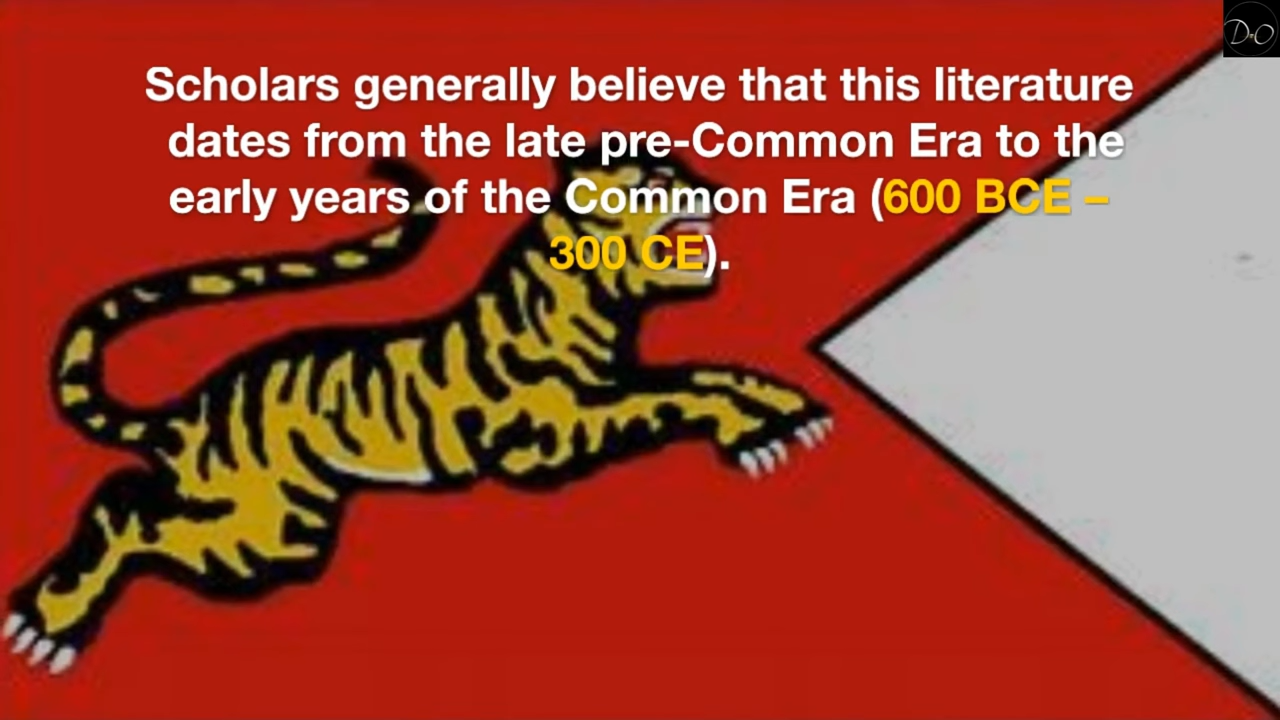 Scholars generally believe that this literature
dates from the late pre-Common Era to the
early years of the Common Era (600 BCE –
300 CE).